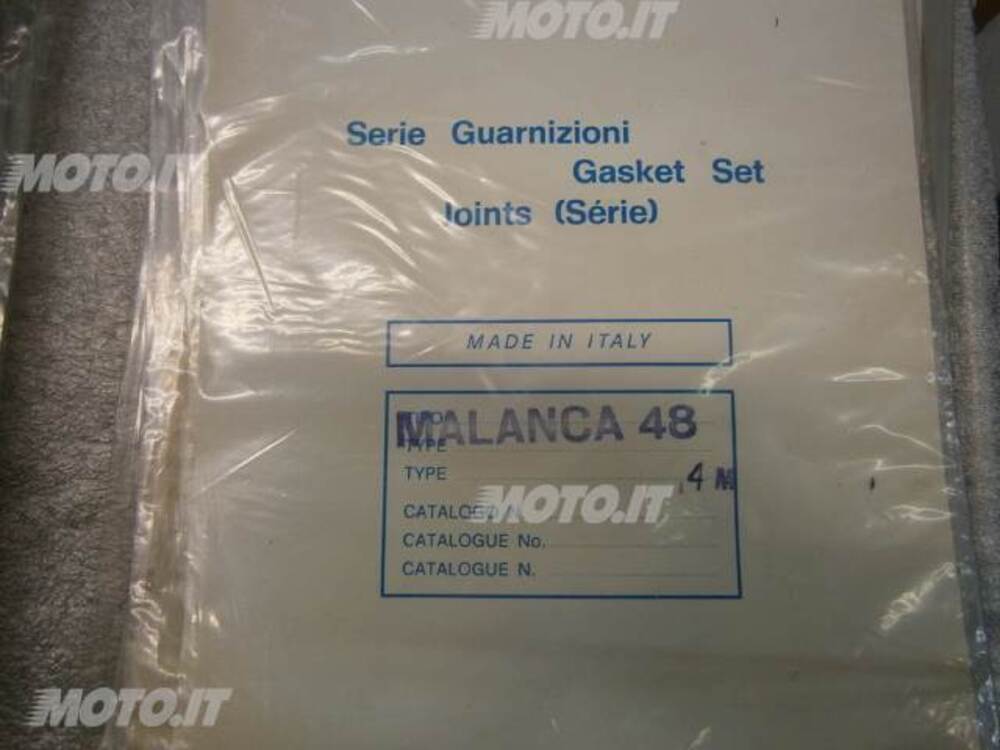 MOTO.IT
Serie Guarnizioni
MOTO.IT
Gasket Set
Joints (Série)
MADE IN ITALY
MALANCA 48
TYPE
TYPE
4 M
MOTO.IT
CATALOGO N.
CATALOGUE No.
CATALOGUE N.
MOTO.IT